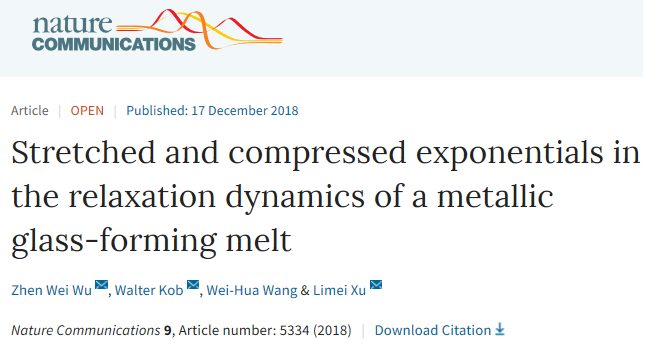 nature
COMMUNICATIONS
Article | OPEN | Published: 17 December 2018
Stretched and compressed exponentials in
the relaxation dynamics of a metallic
glass-forming melt
Zhen Wei Wu, Walter Kob, Wei-Hua Wang & Limei Xu
Nature Communications 9, Article number: 5334 (2018) | Download Citation